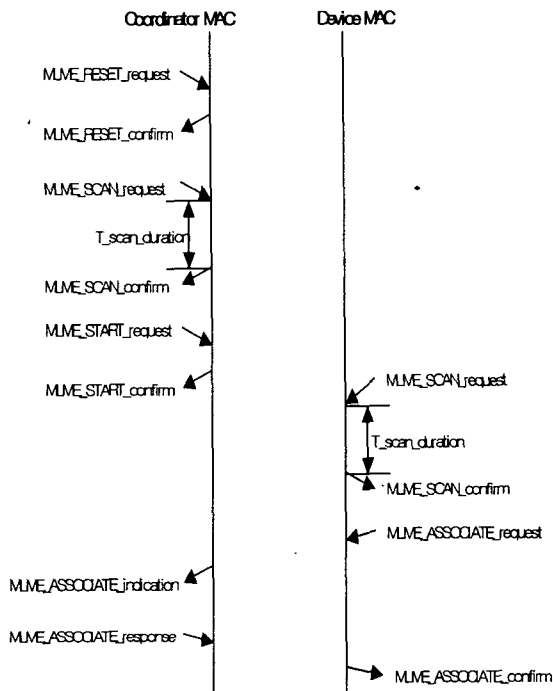 Coordinator MAC
Device MAC
MLME_RESET_request
MLME_RESET_confirm
MLME_SCAN_request
T_scan_duration
MLME_SCAN_confirm
MLME_START_request
MLME_START_confirm
MLME_SCAN_request
T_scan_duration
MLME_SCAN_confirm
MLME_ASSOCIATE_request
MLME_ASSOCIATE_indication
MLME_ASSOCIATE_response
MLME_ASSOCIATE_confirm